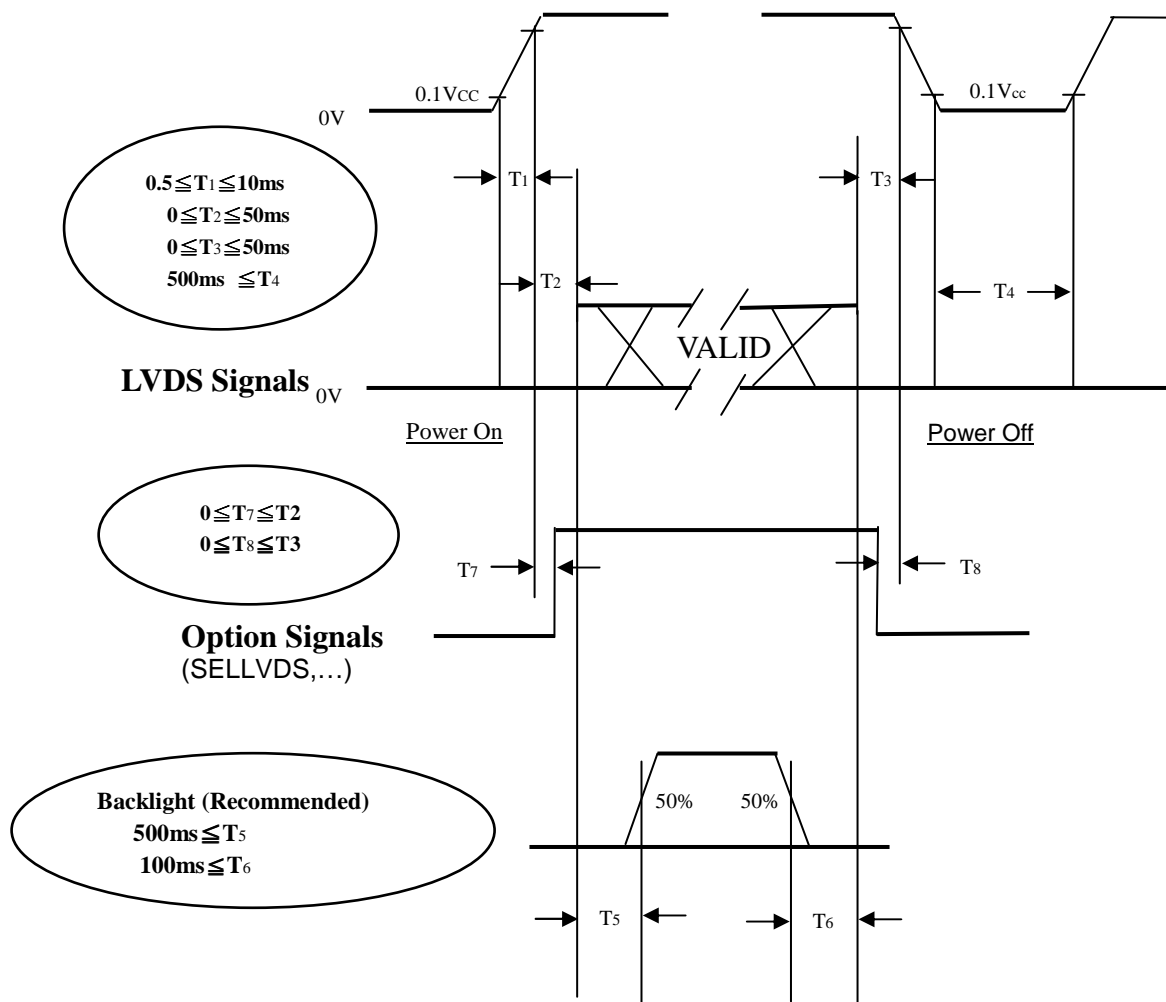 0.1VCC
0.1Vcc
0V
0.5≦T1≦10ms
0≦T2≦50ms
0≦T3≦50ms
500ms ≦T4
T1
T3
T2
T4
VALID
LVDS Signals
0V
Power On
Power Off
0≦T7≦T2
0≦T8≦T3
T7
T8
Option Signals
(SELLVDS,…)
Backlight (Recommended)
500ms≦T5
100ms≦T6
50%
50%
T5
T6